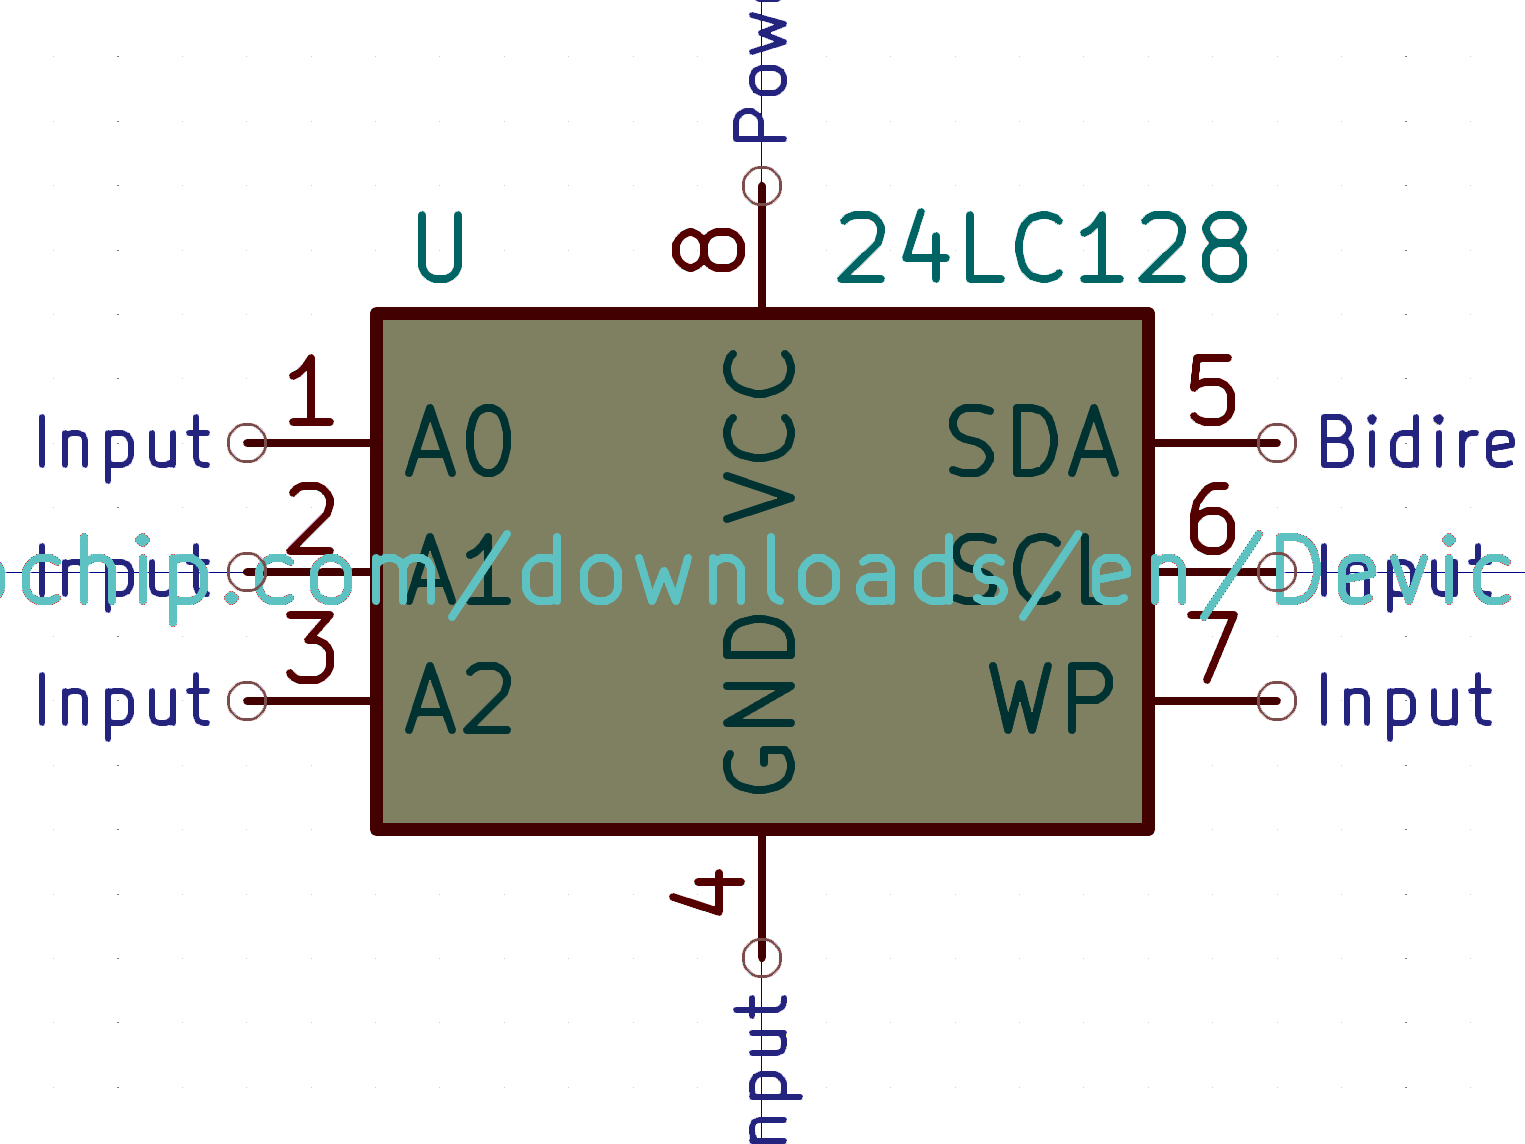 Pow
U
8
24LC128
1
5
Input
A0
VCC
SDA
Bidire
2
6
Input
A1
SCL
Input
ochip.com/downloads/en/Devic
3
7
Input
A2
GND
WP
Input
4
nput